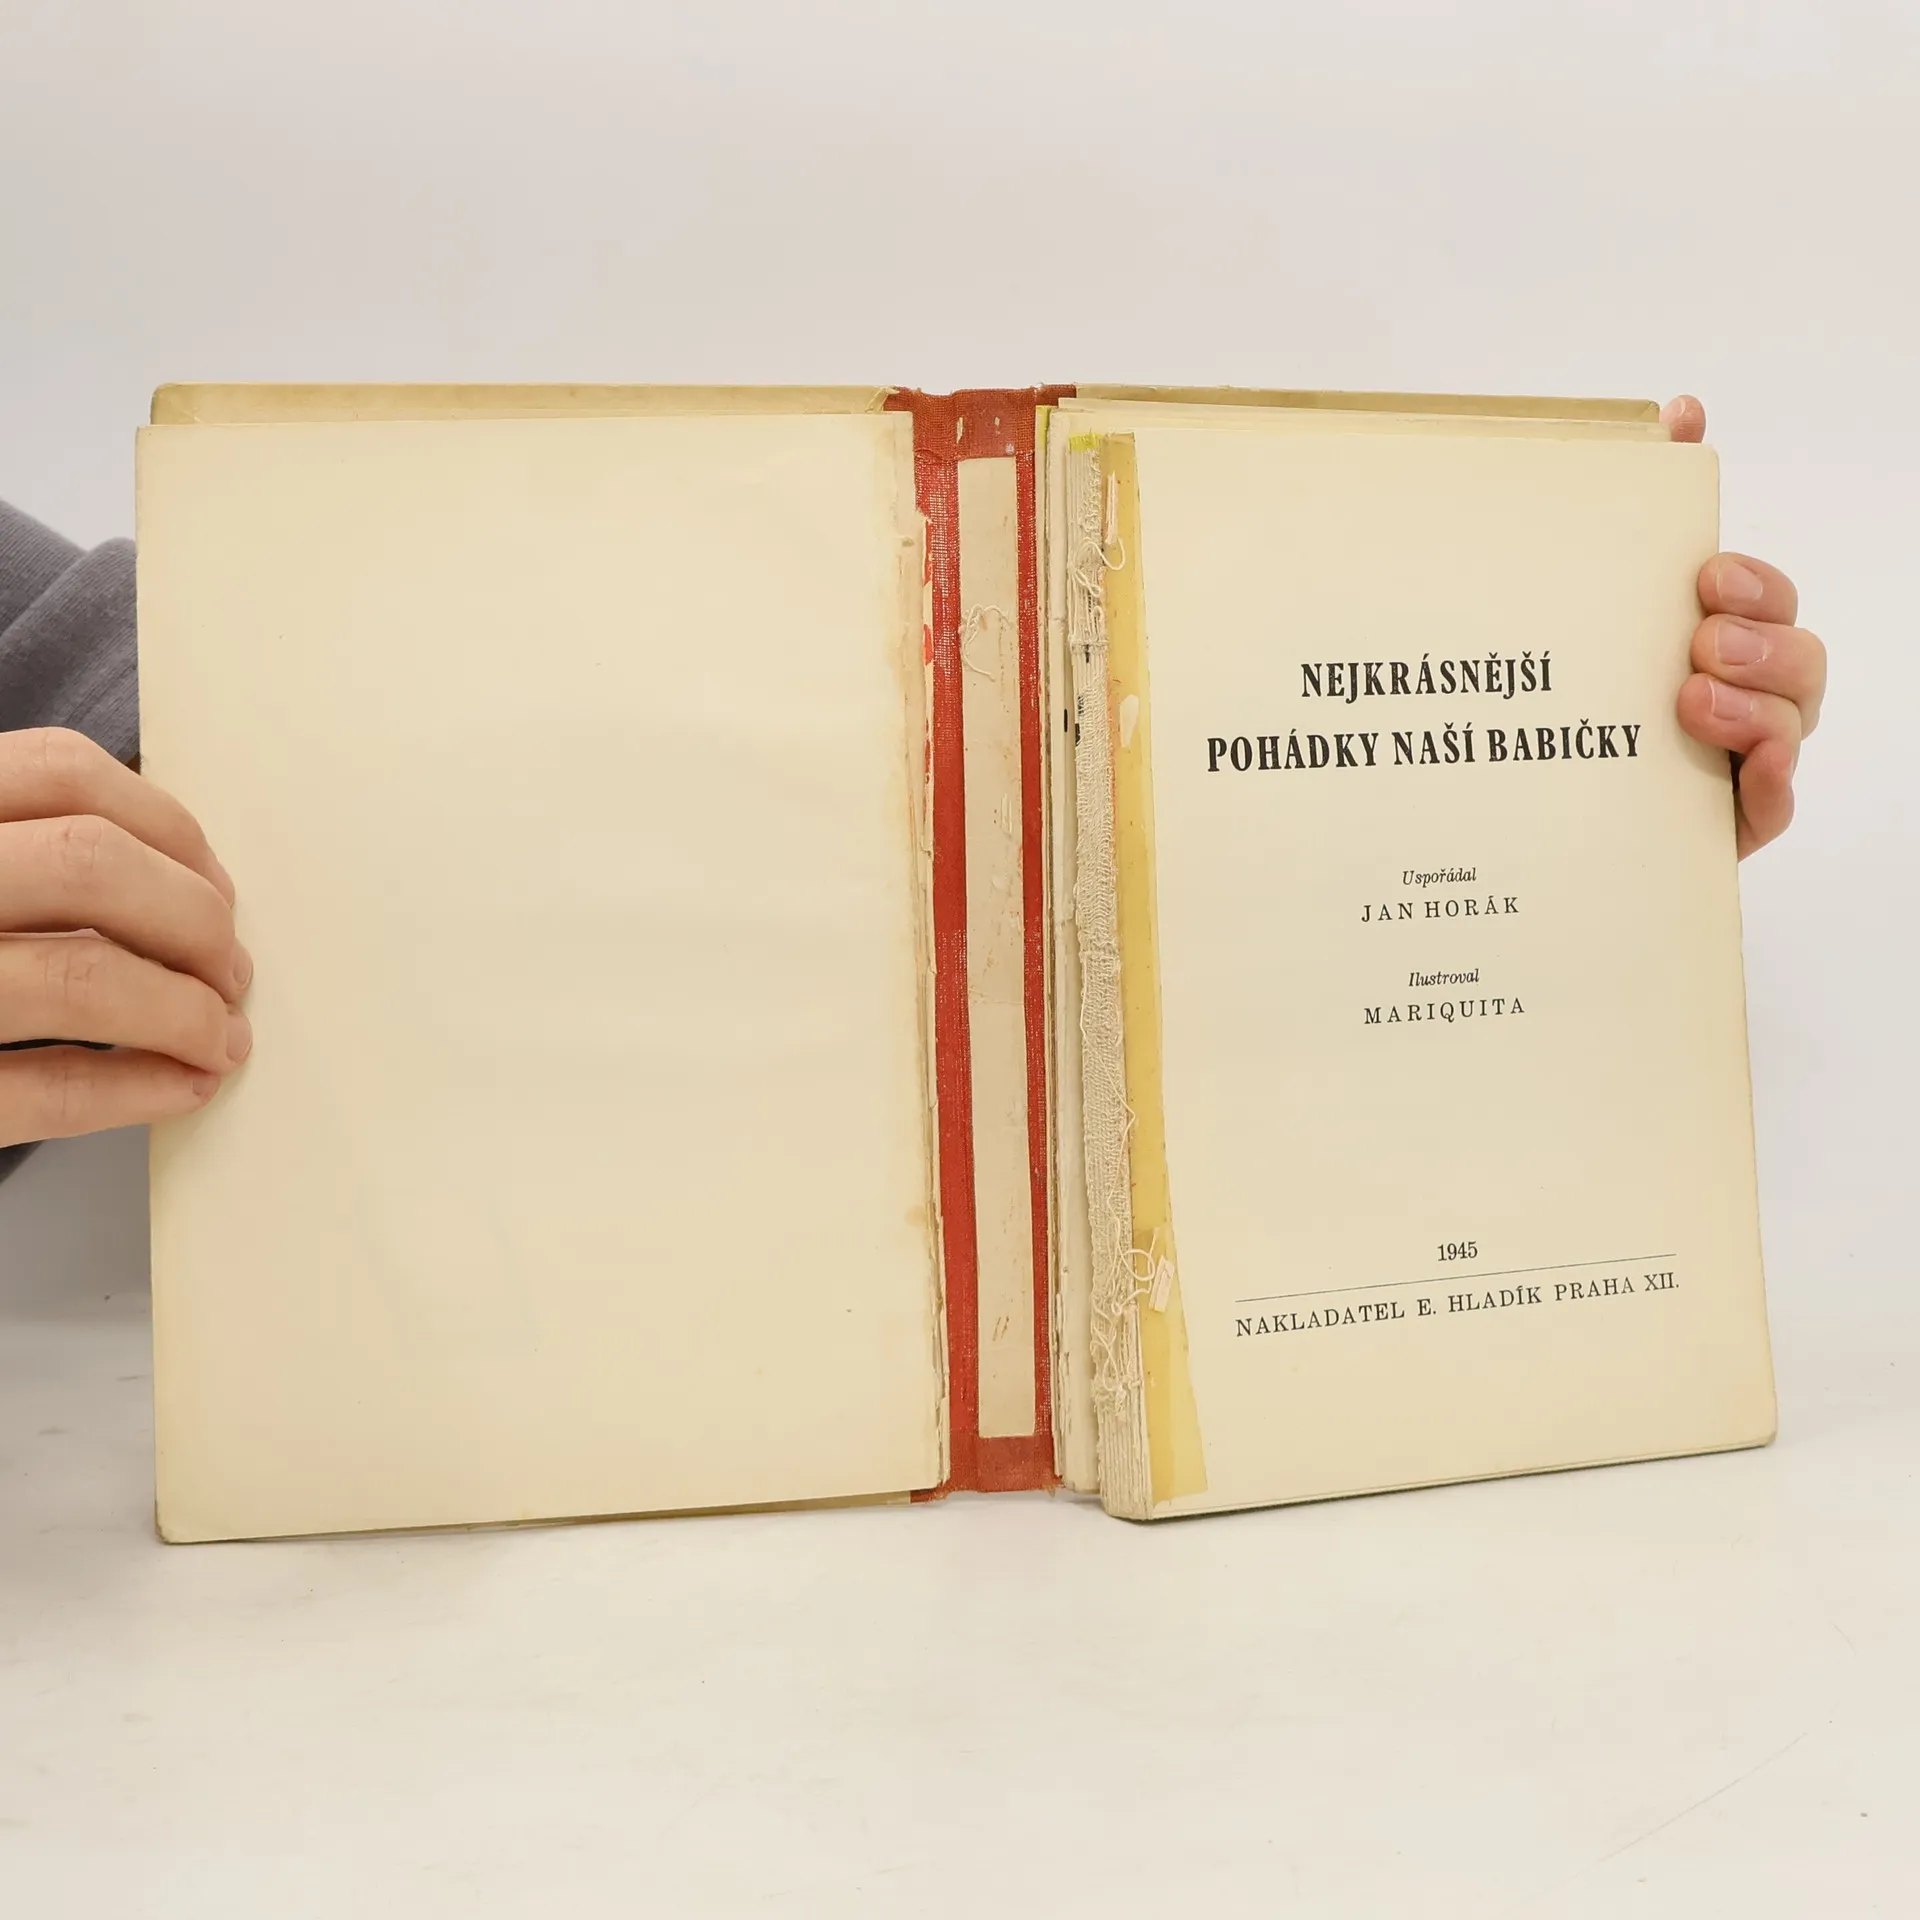 NEJKRÁSNĚJŠÍ
POHÁDKY NAŠÍ BABIČKY
Uspořádal
JAN HORÁK
Ilustroval
MARIQUITA
1945
NAKLADATEL E. HLADÍK PRAHA XII.